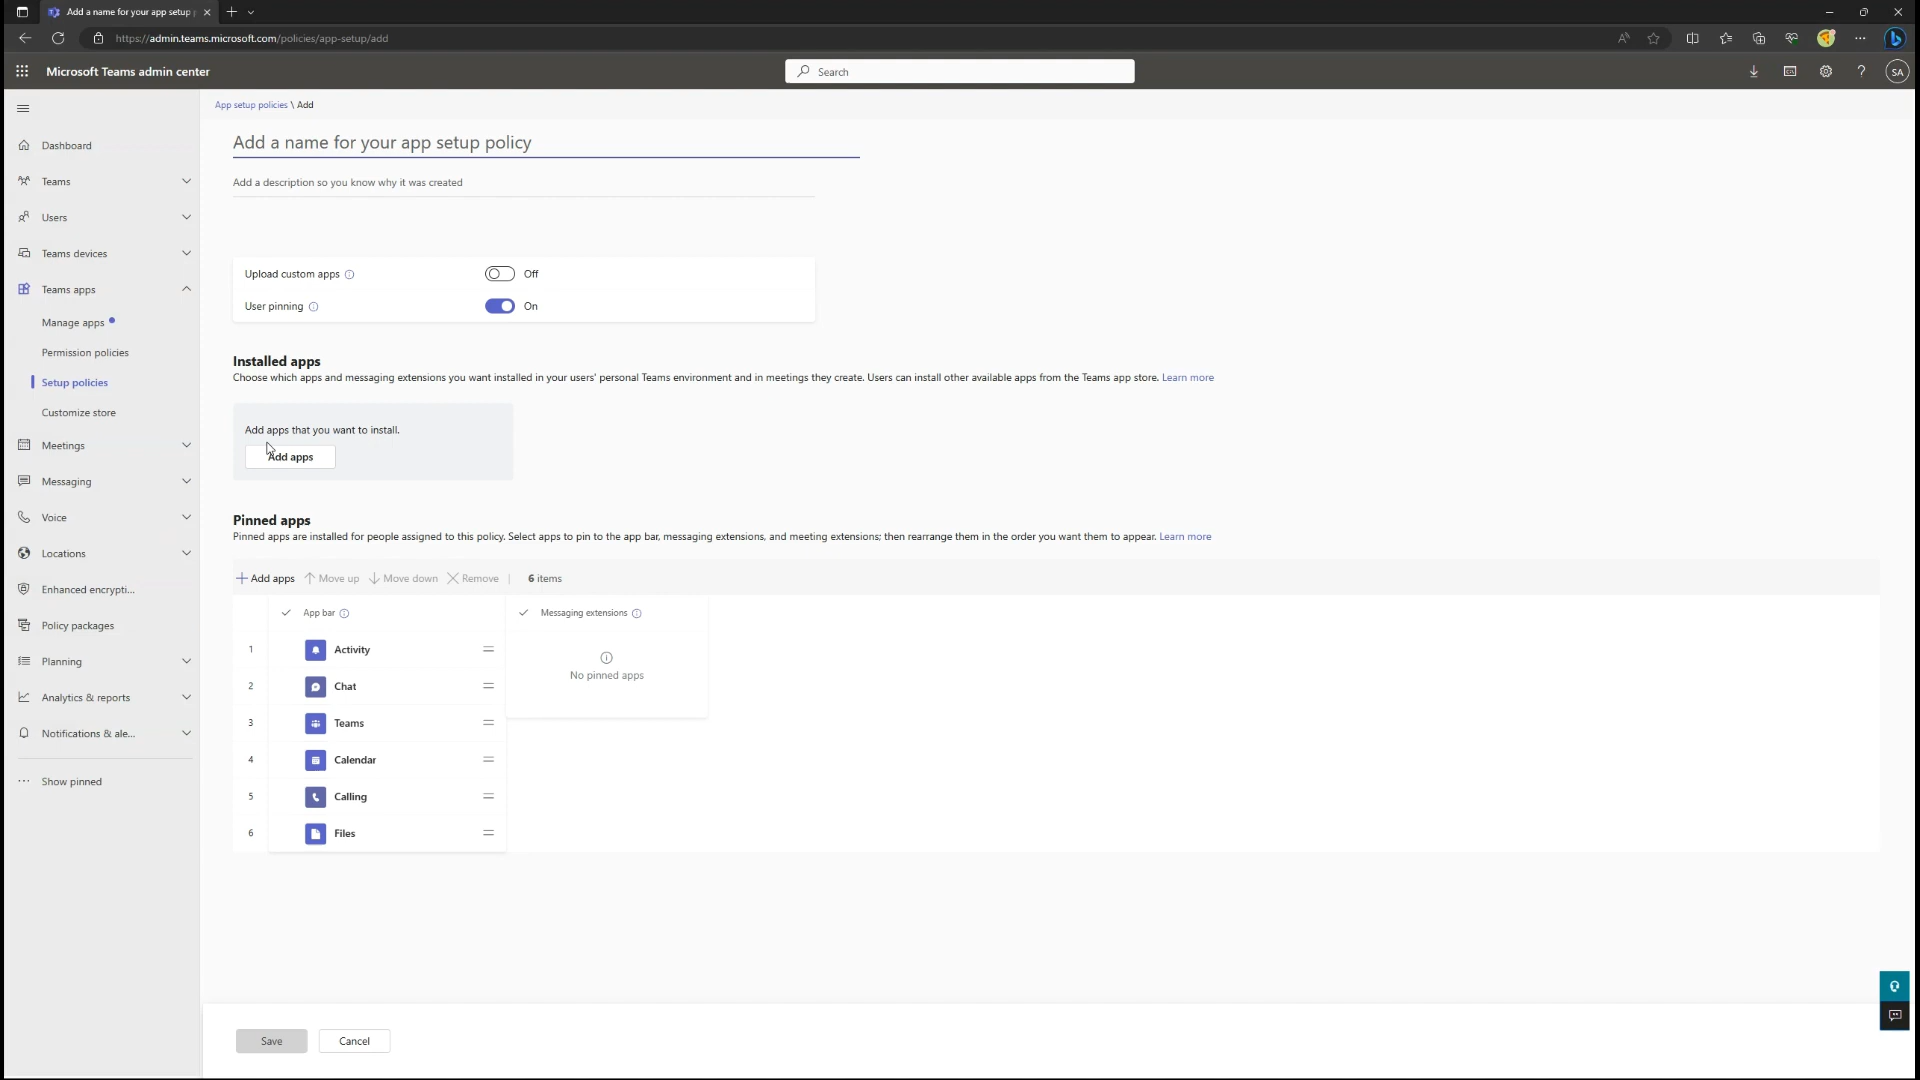 Add a name for your app setup
https://admin.teams.microsoft.com/policies/app-setup/add
Microsoft Teams admin center
Search
SA
App setup policies \ Add
Add a name for your app setup policy
Add a description so you know why it was created
Dashboard
Teams
Users
Teams devices
Teams apps
Manage apps
Permission policies
Setup policies
Customize store
Meetings
Messaging
Voice
Locations
Enhanced encrypti...
Policy packages
Planning
Analytics & reports
Notifications & ale...
Show pinned
Upload custom apps
Off
User pinning
On
Installed apps
Choose which apps and messaging extensions you want installed in your users' personal Teams environment and in meetings they create. Users can install other available apps from the Teams app store. Learn more
Add apps that you want to install.
Add apps
Pinned apps
Pinned apps are installed for people assigned to this policy. Select apps to pin to the app bar, messaging extensions, and meeting extensions; then rearrange them in the order you want them to appear. Learn more
Add apps Move up Move down Remove | 6 items
App bar
Messaging extensions
1 Activity
2 Chat
3 Teams
4 Calendar
5 Calling
6 Files
No pinned apps
Save
Cancel